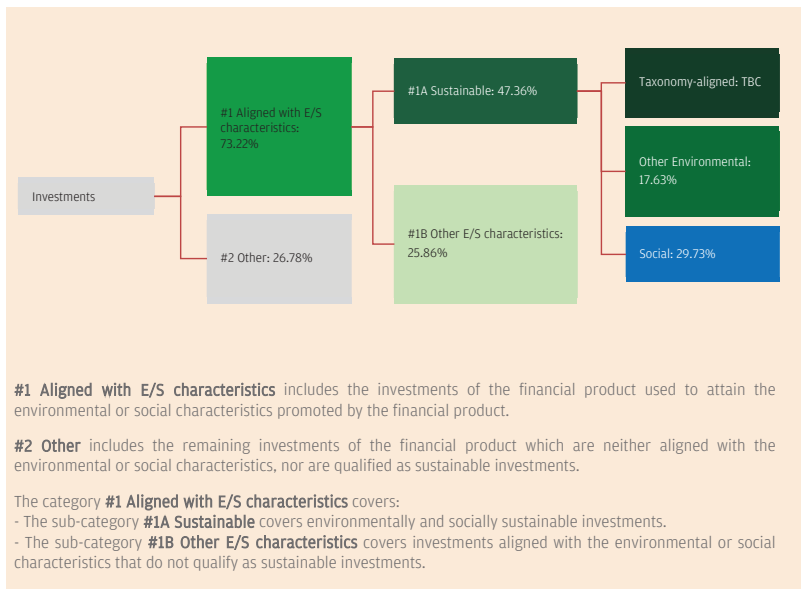 Investments
#1 Aligned with E/S
characteristics:
73.22%
#2 Other: 26.78%
#1A Sustainable: 47.36%
#1B Other E/S characteristics:
25.86%
Taxonomy-aligned: TBC
Other Environmental:
17.63%
Social: 29.73%
#1 Aligned with E/S characteristics includes the investments of the financial product used to attain the
environmental or social characteristics promoted by the financial product.
#2 Other includes the remaining investments of the financial product which are neither aligned with the
environmental or social characteristics, nor are qualified as sustainable investments.
The category #1 Aligned with E/S characteristics covers:
- The sub-category #1A Sustainable covers environmentally and socially sustainable investments.
- The sub-category #1B Other E/S characteristics covers investments aligned with the environmental or social
characteristics that do not qualify as sustainable investments.